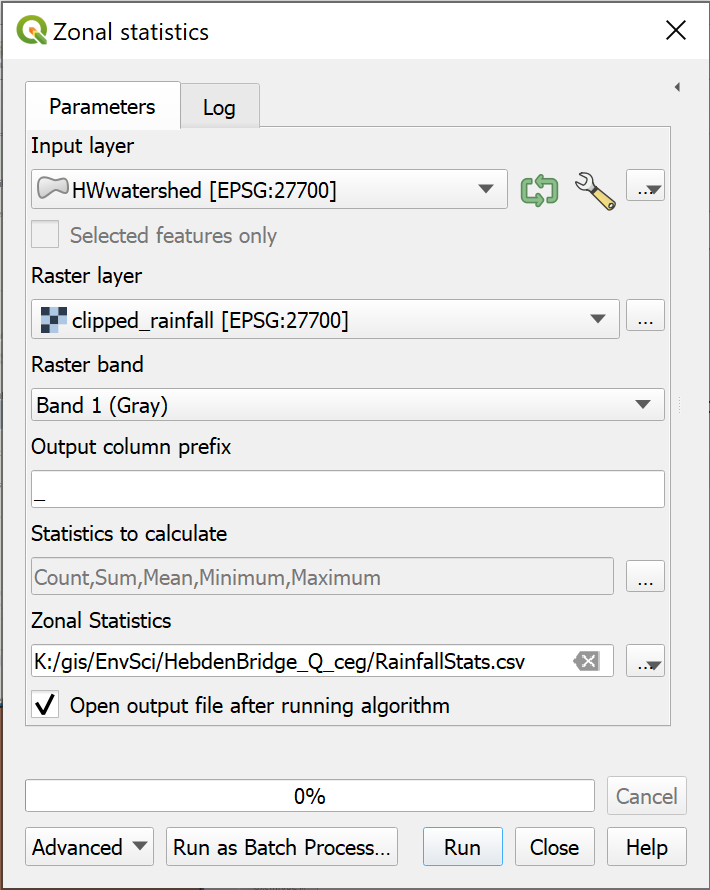 Zonal statistics
Parameters
Log
Input layer
HWwatershed [EPSG:27700]
...
Selected features only
Raster layer
clipped_rainfall [EPSG:27700]
...
Raster band
Band 1 (Gray)
Output column prefix
_
Statistics to calculate
Count,Sum,Mean,Minimum,Maximum
...
Zonal Statistics
K:/gis/EnvSci/HebdenBridge_Q_ceg/RainfallStats.csv
...
Open output file after running algorithm
0%
Cancel
Advanced
Run as Batch Process...
Run
Close
Help